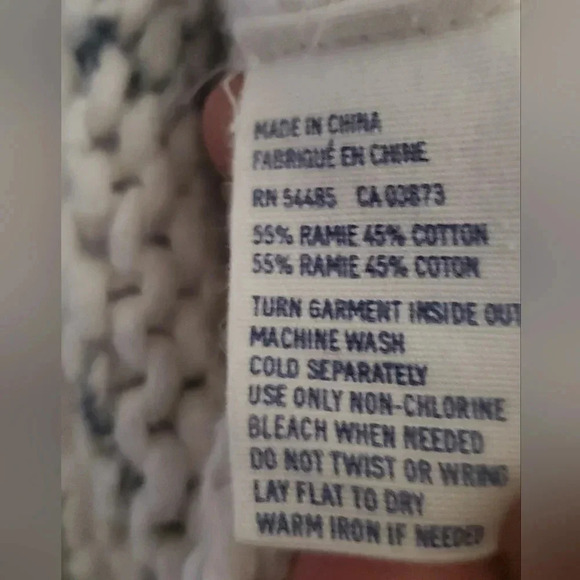 MADE IN CHINA
FABRIQUÉ EN CHINE
RN 54485 CA 03873
55% RAMIE 45% COTTON
55% RAMIE 45% COTON
TURN GARMENT INSIDE OUT
MACHINE WASH
COLD SEPARATELY
USE ONLY NON-CHLORINE
BLEACH WHEN NEEDED
DO NOT TWIST OR WRING
LAY FLAT TO DRY
WARM IRON IF NEEDED